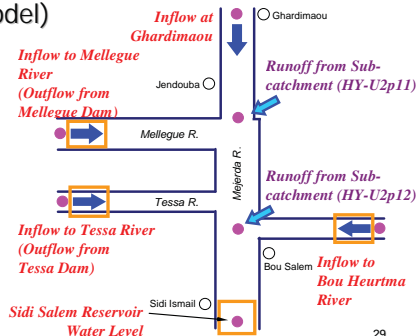 odel)
Inflow at
Ghardimaou
Ghardimaou
Inflow to Mellegue
River
(Outflow from
Mellegue Dam)
Jendouba
Runoff from Sub-
catchment (HY-U2p11)
Mellegue R.
Mejerda R.
Runoff from Sub-
catchment (HY-U2p12)
Tessa R.
Inflow to Tessa River
(Outflow from
Tessa Dam)
Bou Salem
Inflow to
Bou Heurtma
River
Sidi Ismail
Sidi Salem Reservoir
Water Level
29